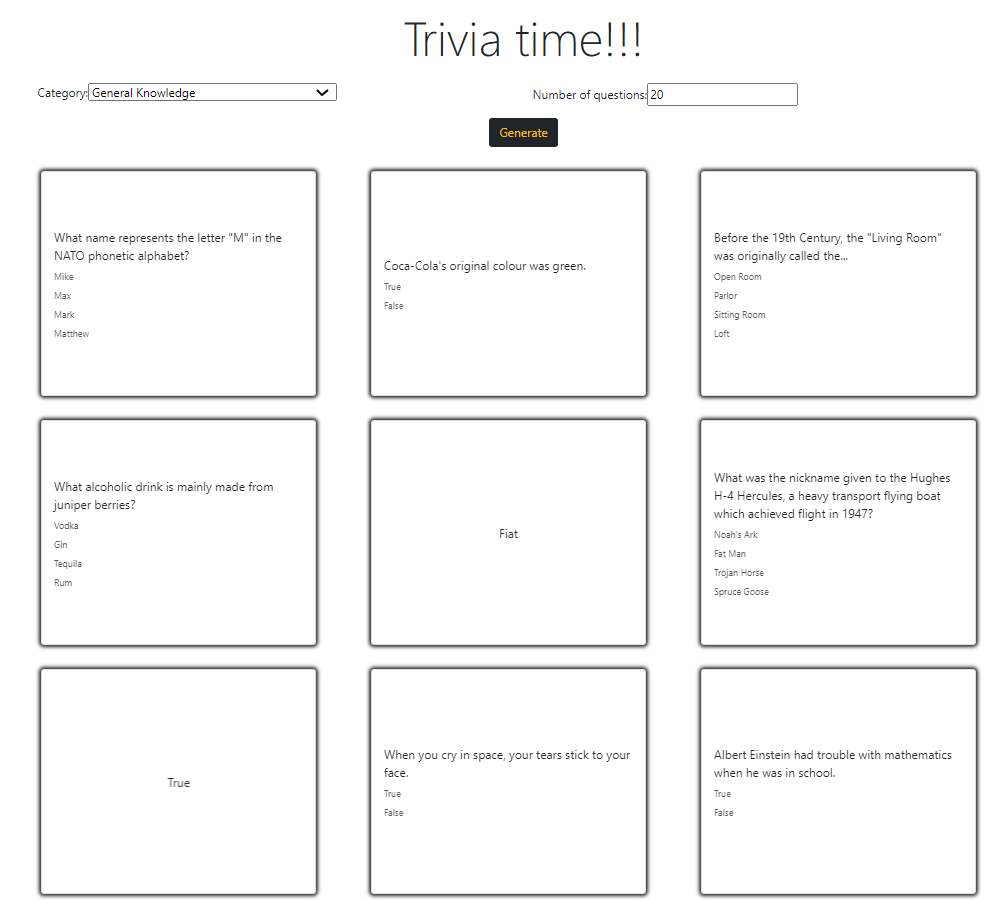 Trivia time!!!
Category: General Knowledge
Number of questions: 20
Generate
What name represents the letter "M" in the
NATO phonetic alphabet?
Mike
Max
Mark
Matthew
Coca-Cola's original colour was green.
True
False
Before the 19th Century, the "Living Room"
was originally called the...
Open Room
Parlor
Sitting Room
Loft
What alcoholic drink is mainly made from
juniper berries?
Vodka
Gin
Tequila
Rum
Fiat
What was the nickname given to the Hughes
H-4 Hercules, a heavy transport flying boat
which achieved flight in 1947?
Noah's Ark
Fat Man
Trojan Horse
Spruce Goose
True
When you cry in space, your tears stick to your
face.
True
False
Albert Einstein had trouble with mathematics
when he was in school.
True
False